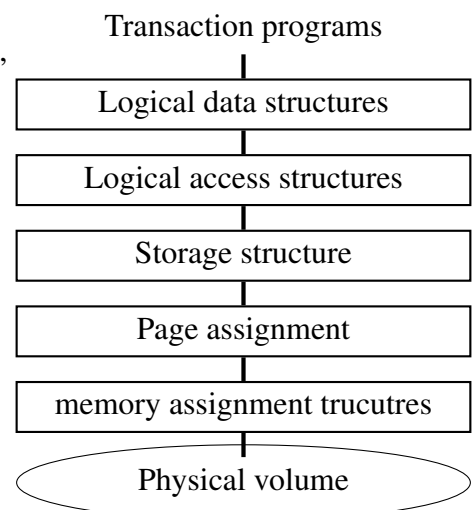 Transaction programs
,
Logical data structures
Logical access structures
Storage structure
Page assignment
memory assignment trucutres
Physical volume